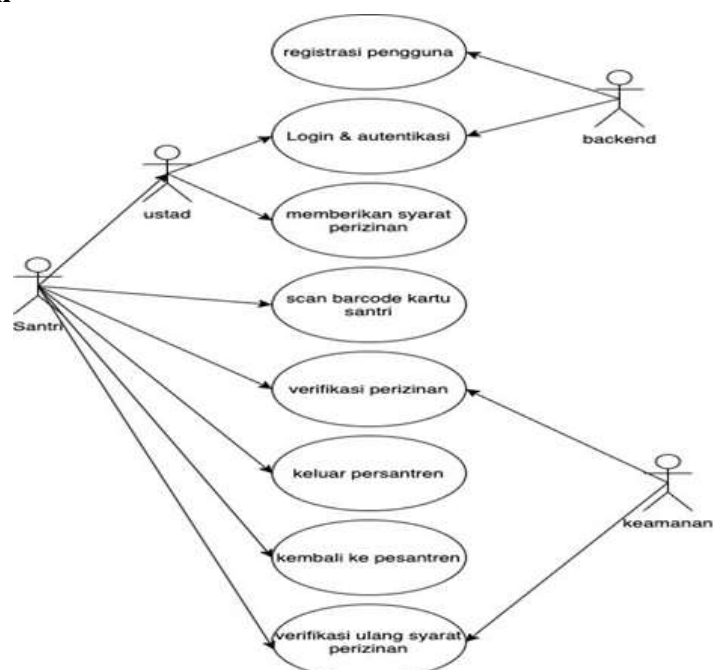 registrasi pengguna
Login & autentikasi
backend
ustad
memberikan syarat
perizinan
Santri
scan barcode kartu
santri
verifikasi perizinan
keluar persantren
keamanan
kembali ke pesantren
verifikasi ulang syarat
perizinan